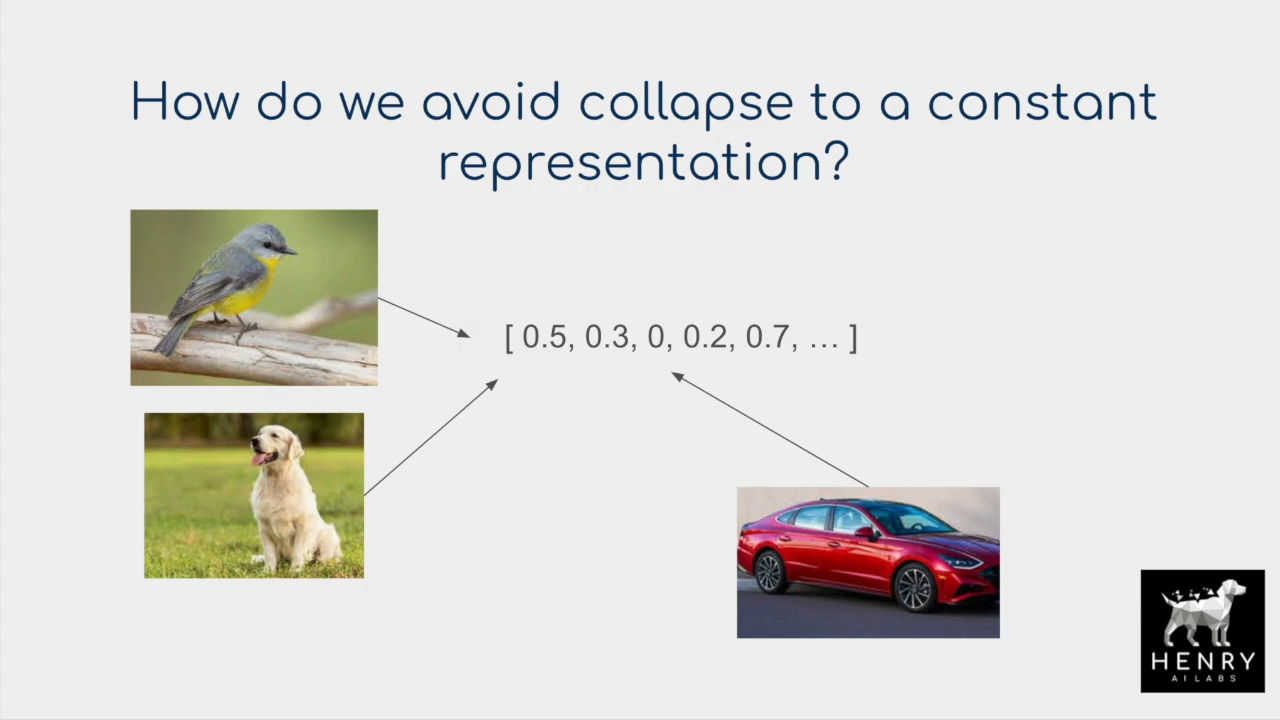 How do we avoid collapse to a constant
representation?
[ 0.5, 0.3, 0, 0.2, 0.7, … ]
HENRY
AI LABS